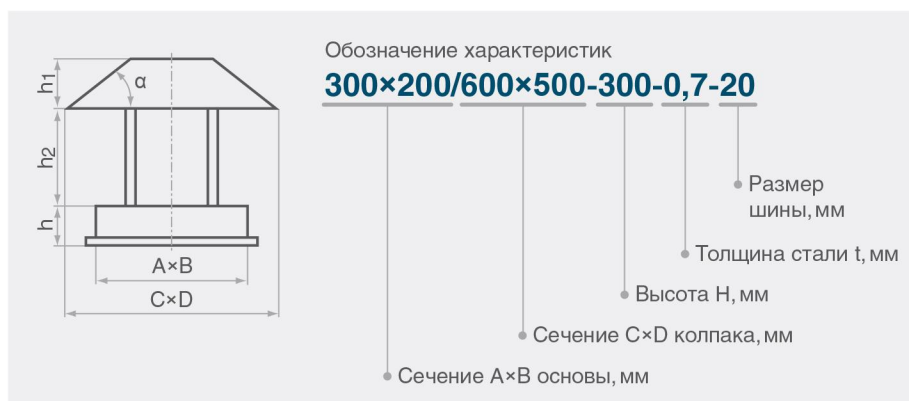 Обозначение характеристик
300×200/600×500-300-0,7-20
h1
α
h2
h
A×B
C×D
Размер
шины, мм
Толщина стали t, мм
Высота H, мм
Сечение C×D колпака, мм
Сечение A×B основы, мм